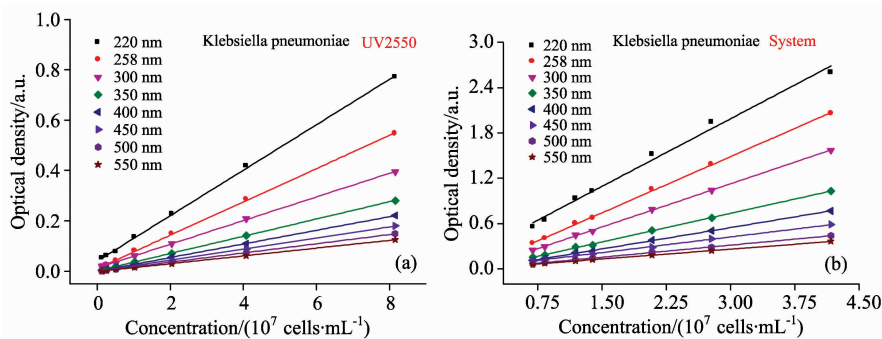 Klebsiella pneumoniae UV2550
220 nm
258 nm
300 nm
350 nm
400 nm
450 nm
500 nm
550 nm
1.0
0.8
0.6
0.4
0.2
0.0
Optical density/a.u.
(a)
0 2 4 6 8
Concentration/(10⁷ cells·mL⁻¹)
Klebsiella pneumoniae System
220 nm
258 nm
300 nm
350 nm
400 nm
450 nm
500 nm
550 nm
3.0
2.4
1.8
1.2
0.6
0.0
Optical density/a.u.
(b)
0.75 1.50 2.25 3.00 3.75 4.50
Concentration/(10⁷ cells·mL⁻¹)